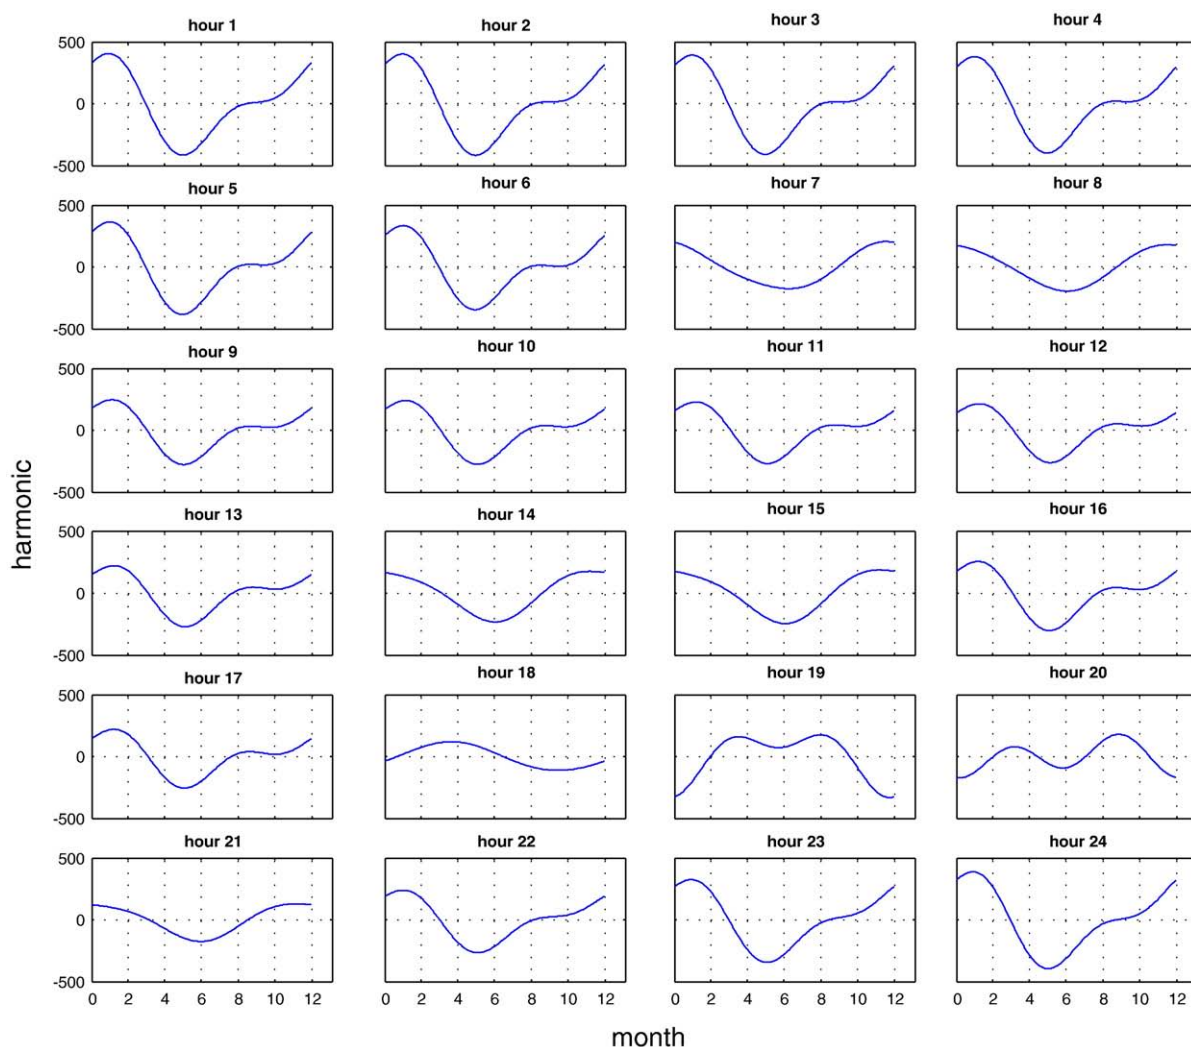 hour 1
hour 2
hour 3
hour 4
500
0
-500
hour 5
hour 6
hour 7
hour 8
500
0
-500
hour 9
hour 10
hour 11
hour 12
500
0
-500
harmonic
hour 13
hour 14
hour 15
hour 16
500
0
-500
hour 17
hour 18
hour 19
hour 20
500
0
-500
hour 21
hour 22
hour 23
hour 24
500
0
-500
0 2 4 6 8 10 12
0 2 4 6 8 10 12
0 2 4 6 8 10 12
0 2 4 6 8 10 12
month